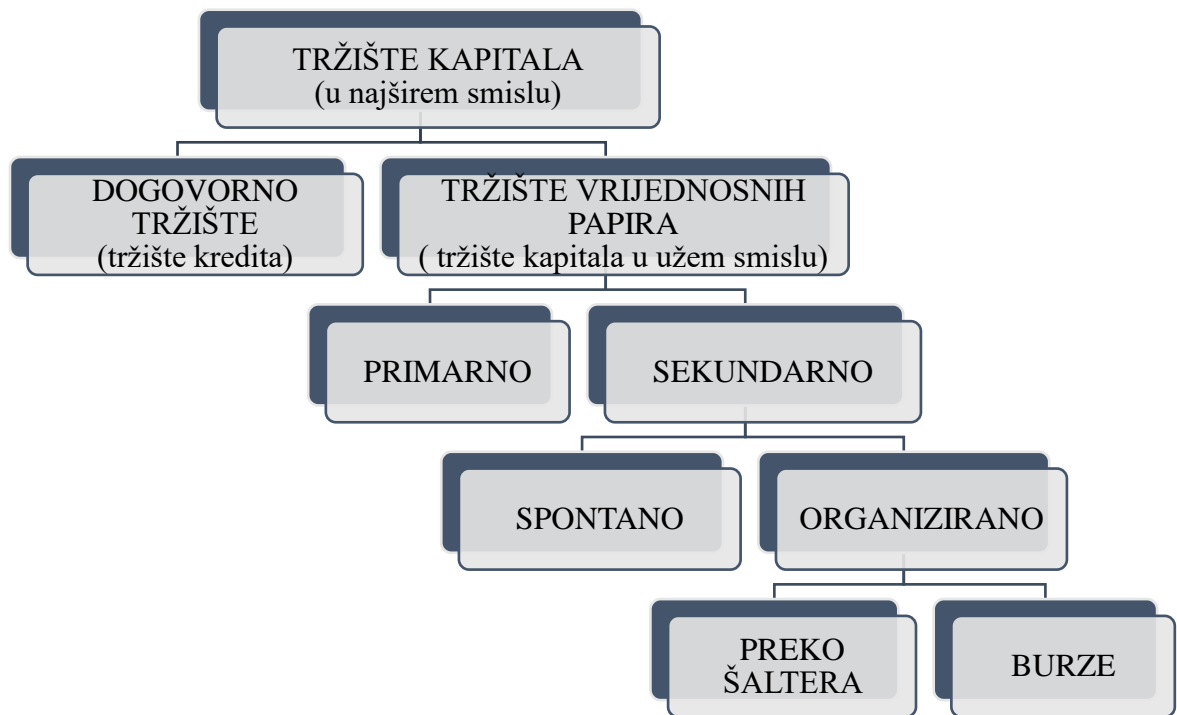 TRŽIŠTE KAPITALA
(u najširem smislu)
DOGOVORNO
TRŽIŠTE
(tržište kredita)
TRŽIŠTE VRIJEDNOSNIH
PAPIRA
( tržište kapitala u užem smislu)
PRIMARNO
SEKUNDARNO
SPONTANO
ORGANIZIRANO
PREKO
ŠALTERA
BURZE